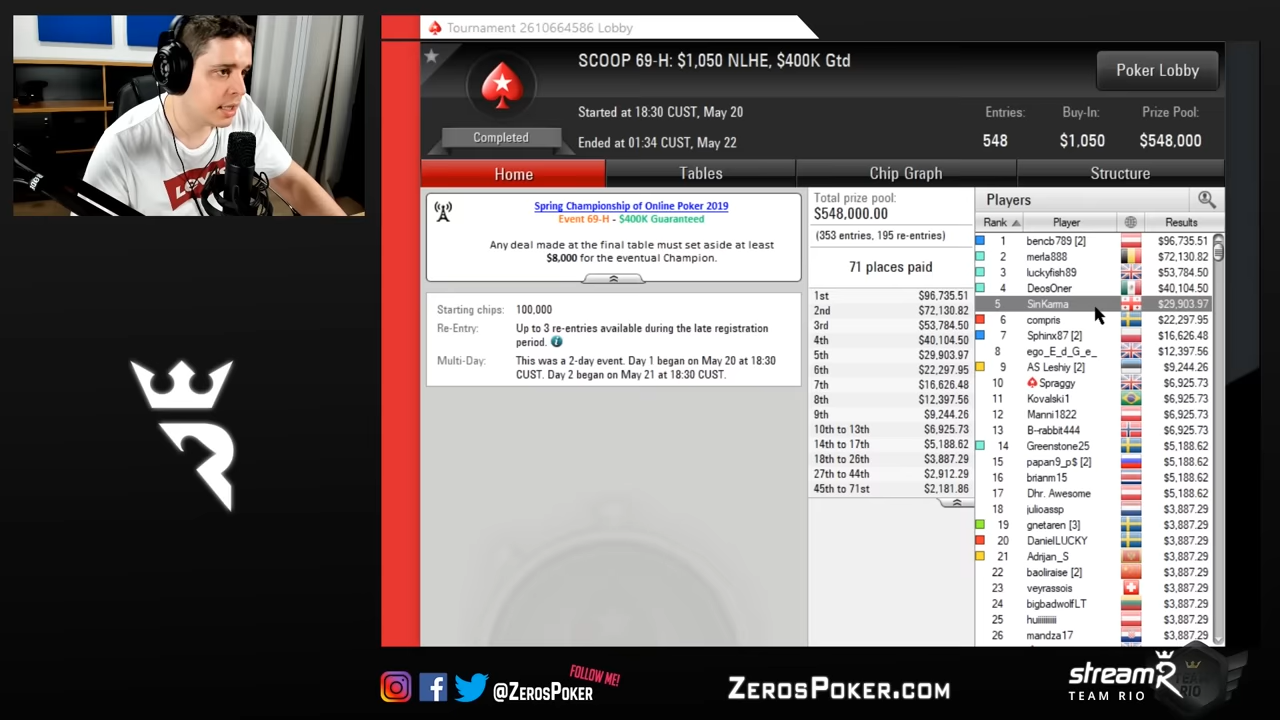 Tournament 2610664586 Lobby
SCOOP 69-H: $1,050 NLHE, $400K Gtd
Poker Lobby
Started at 18:30 CUST, May 20
Entries: Buy-In: Prize Pool:
Completed
Ended at 01:34 CUST, May 22
548 $1,050 $548,000
Home Tables Chip Graph Structure
Spring Championship of Online Poker 2019
Event 69-H - $400K Guaranteed
Any deal made at the final table must set aside at least
$8,000 for the eventual Champion.
Starting chips: 100,000
Re-Entry: Up to 3 re-entries available during the late registration
period.
Multi-Day: This was a 2-day event. Day 1 began on May 20 at 18:30
CUST. Day 2 began on May 21 at 18:30 CUST.
Total prize pool:
$548,000.00
(353 entries, 195 re-entries)
71 places paid
1st $96,735.51
2nd $72,130.82
3rd $53,784.50
4th $40,104.50
5th $29,903.97
6th $22,297.95
7th $16,626.48
8th $12,397.56
9th $9,244.26
10th to 13th $6,925.73
14th to 17th $5,188.62
18th to 26th $3,887.29
27th to 44th $2,912.29
45th to 71st $2,181.86
Players
Rank Player Results
1 bencb789 [2] $96,735.51
2 merla888 $72,130.82
3 luckyfish89 $53,784.50
4 DeosOner $40,104.50
5 SinKarma $29,903.97
6 compris $22,297.95
7 Sphinx87 [2] $16,626.48
8 ego_E_d_G_e_ $12,397.56
9 AS Leshiy [2] $9,244.26
10 Spraggy $6,925.73
11 Kovalski1 $6,925.73
12 Manni1822 $6,925.73
13 B-rabbit444 $6,925.73
14 Greenstone25 $5,188.62
15 papan9_p$ [2] $5,188.62
16 brianm15 $5,188.62
17 Dhr. Awesome $5,188.62
18 julioassp $3,887.29
19 gnetaren [3] $3,887.29
20 DanielLUCKY $3,887.29
21 Adrijan_S $3,887.29
22 baoliraise [2] $3,887.29
23 veyrassois $3,887.29
24 bigbadwolfLT $3,887.29
25 $3,887.29
26 mandza17 $3,887.29
FOLLOW ME!
@ZerosPoker
ZerosPoker.com
streamR
TEAM RIO